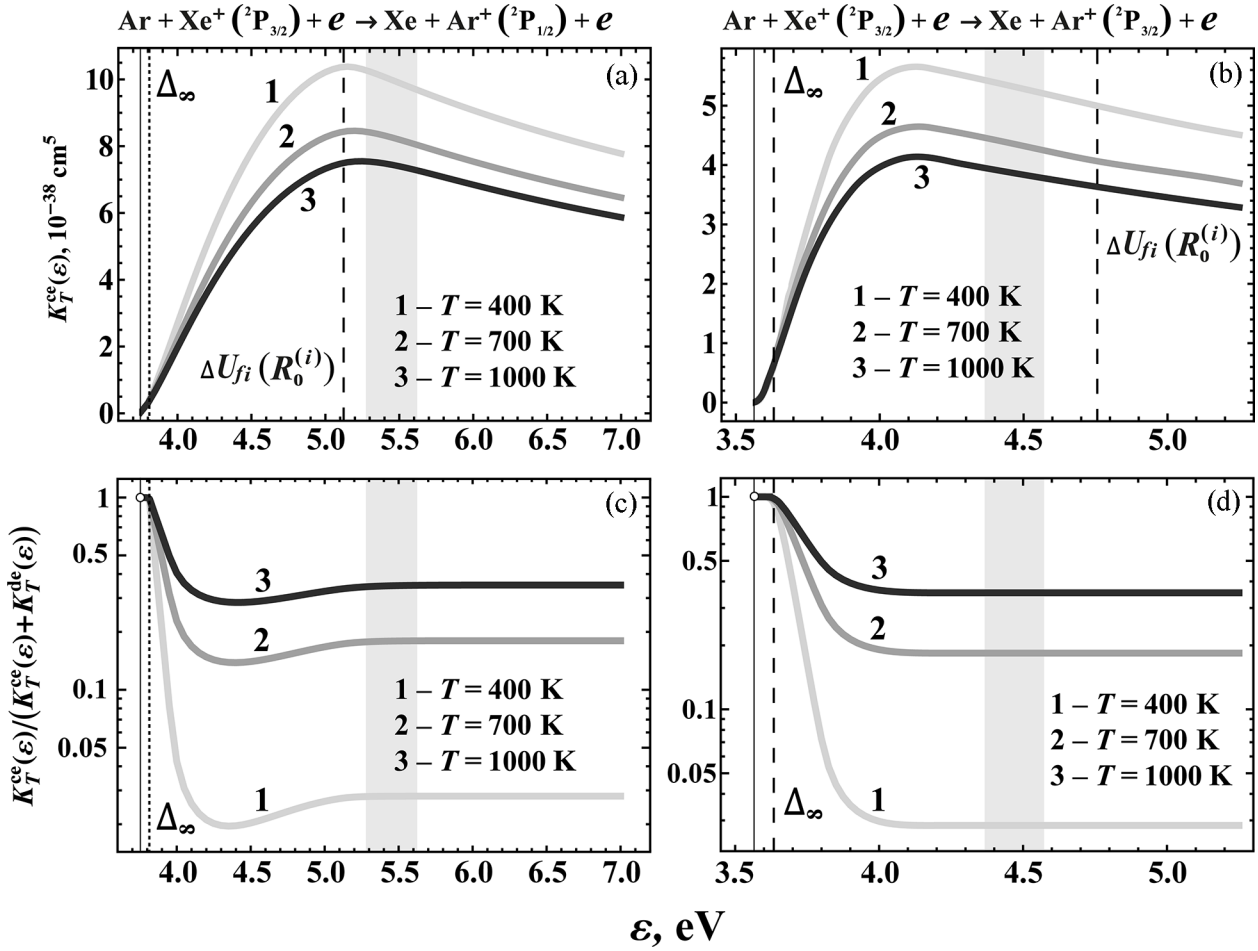 Ar + Xe⁺ (²P₃/₂) + e → Xe + Ar⁺ (²P₁/₂) + e
Ar + Xe⁺ (²P₃/₂) + e → Xe + Ar⁺ (²P₃/₂) + e
(a)
Δ∞
1
2
3
1 – T = 400 K
2 – T = 700 K
3 – T = 1000 K
ΔU_fi (R₀⁽ⁱ⁾)
K_T^ce(ε), 10⁻³⁸ cm⁵
10
8
6
4
2
0
4.0 4.5 5.0 5.5 6.0 6.5 7.0
(b)
Δ∞
1
2
3
ΔU_fi (R₀⁽ⁱ⁾)
1 – T = 400 K
2 – T = 700 K
3 – T = 1000 K
5
4
3
2
1
0
3.5 4.0 4.5 5.0
(c)
3
2
1
1 – T = 400 K
2 – T = 700 K
3 – T = 1000 K
Δ∞
K_T^ce(ε)/(K_T^ce(ε)+K_T^de(ε))
1
0.5
0.1
0.05
4.0 4.5 5.0 5.5 6.0 6.5 7.0
(d)
3
2
1
1 – T = 400 K
2 – T = 700 K
3 – T = 1000 K
Δ∞
1
0.5
0.1
0.05
3.5 4.0 4.5 5.0
ε, eV